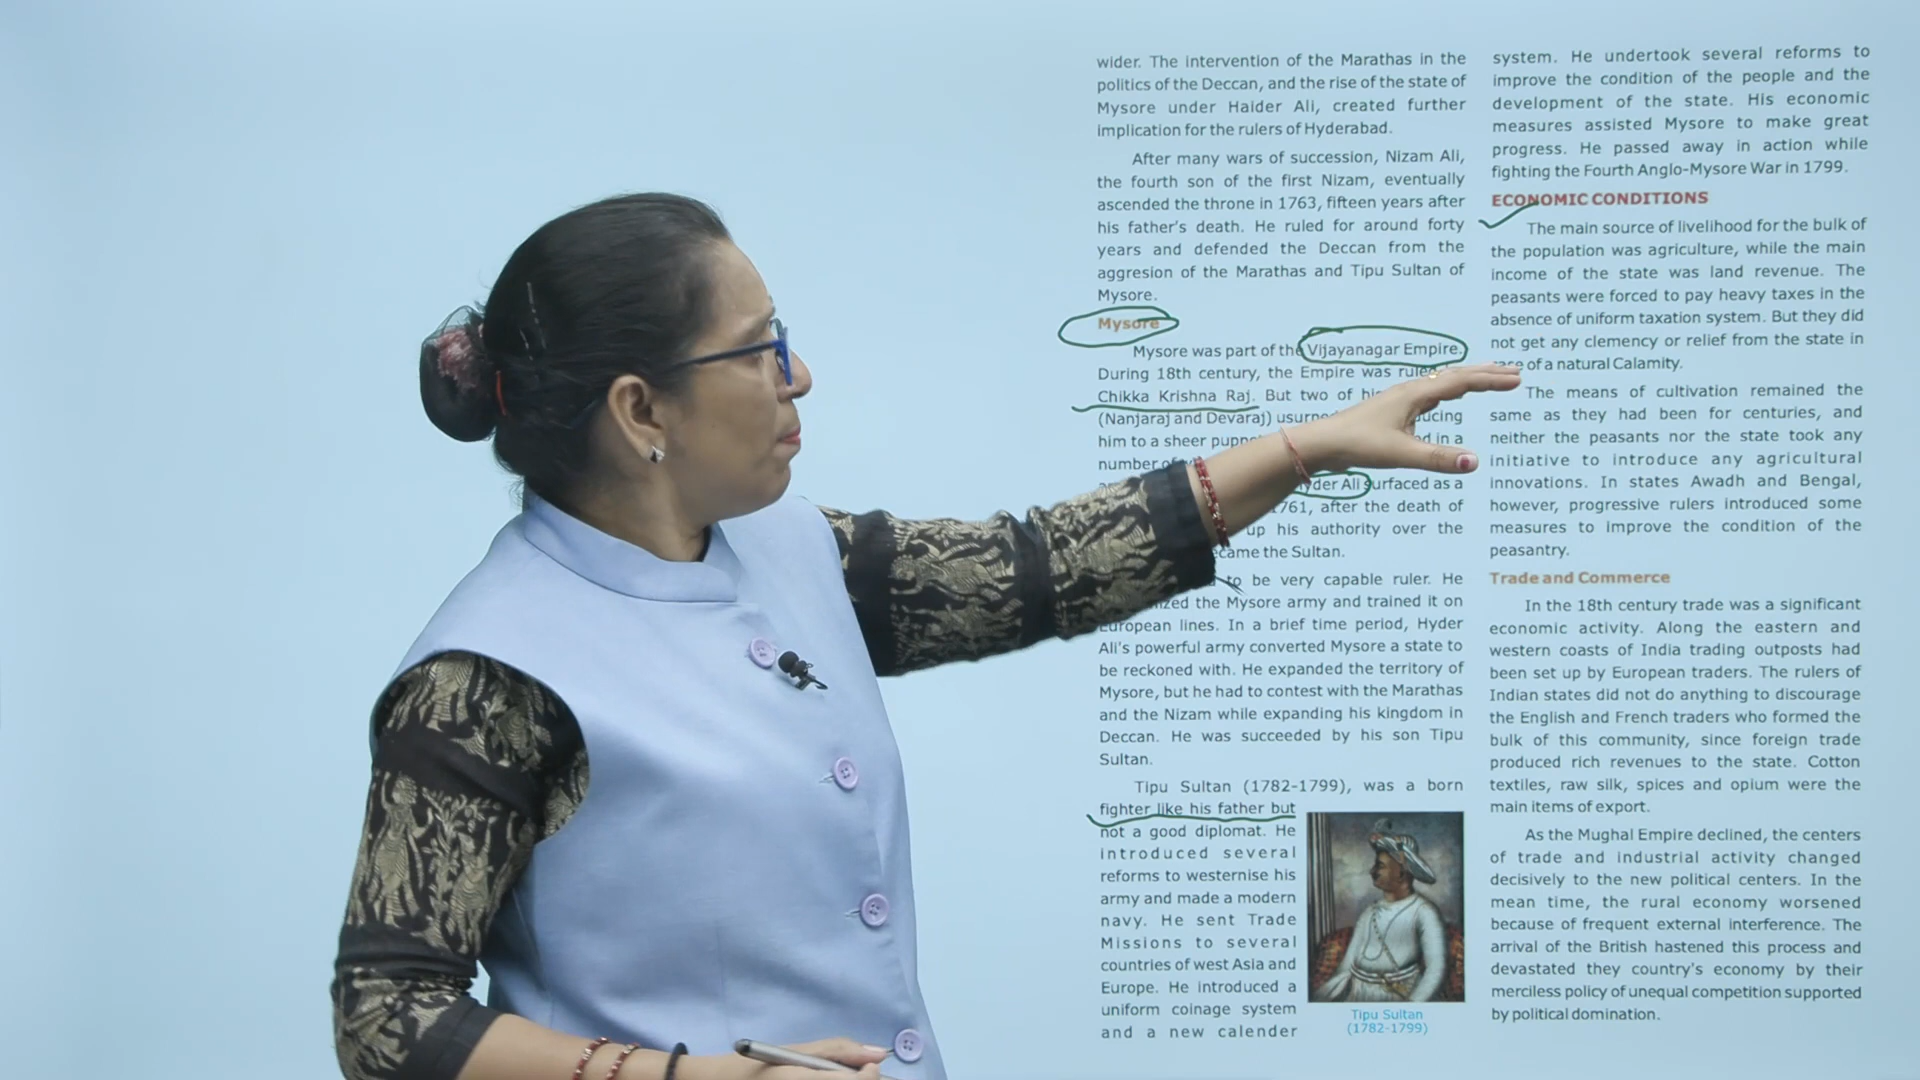 wider. The intervention of the Marathas in the
politics of the Deccan, and the rise of the state of
Mysore under Haider Ali, created further
implication for the rulers of Hyderabad.
After many wars of succession, Nizam Ali,
the fourth son of the first Nizam, eventually
ascended the throne in 1763, fifteen years after
his father's death. He ruled for around forty
years and defended the Deccan from the
aggresion of the Marathas and Tipu Sultan of
Mysore.
Mysore
Mysore was part of the Vijayanagar Empire.
During 18th century, the Empire was ruled
Chikka Krishna Raj. But two of
(Nanjaraj and Devaraj)
him to a sheer in a
number
Ali surfaced as a
1761, after the death of
up his authority over the
the Sultan.
to be very capable ruler. He
the Mysore army and trained it on
European lines. In a brief time period, Hyder
Ali's powerful army converted Mysore a state to
be reckoned with. He expanded the territory of
Mysore, but he had to contest with the Marathas
and the Nizam while expanding his kingdom in
Deccan. He was succeeded by his son Tipu
Sultan.
Tipu Sultan (1782-1799), was a born
fighter like his father but
not a good diplomat. He
introduced several
reforms to westernise his
army and made a modern
navy. He sent Trade
Missions to several
countries of west Asia and
Europe. He introduced a
uniform coinage system
and a new calender
Tipu Sultan
(1782-1799)
system. He undertook several reforms to
improve the condition of the people and the
development of the state. His economic
measures assisted Mysore to make great
progress. He passed away in action while
fighting the Fourth Anglo-Mysore War in 1799.
ECONOMIC CONDITIONS
The main source of livelihood for the bulk of
the population was agriculture, while the main
income of the state was land revenue. The
peasants were forced to pay heavy taxes in the
absence of uniform taxation system. But they did
not get any clemency or relief from the state in
of a natural Calamity.
The means of cultivation remained the
same as they had been for centuries, and
neither the peasants nor the state took any
initiative to introduce any agricultural
innovations. In states Awadh and Bengal,
however, progressive rulers introduced some
measures to improve the condition of the
peasantry.
Trade and Commerce
In the 18th century trade was a significant
economic activity. Along the eastern and
western coasts of India trading outposts had
been set up by European traders. The rulers of
Indian states did not do anything to discourage
the English and French traders who formed the
bulk of this community, since foreign trade
produced rich revenues to the state. Cotton
textiles, raw silk, spices and opium were the
main items of export.
As the Mughal Empire declined, the centers
of trade and industrial activity changed
decisively to the new political centers. In the
mean time, the rural economy worsened
because of frequent external interference. The
arrival of the British hastened this process and
devastated they country's economy by their
merciless policy of unequal competition supported
by political domination.